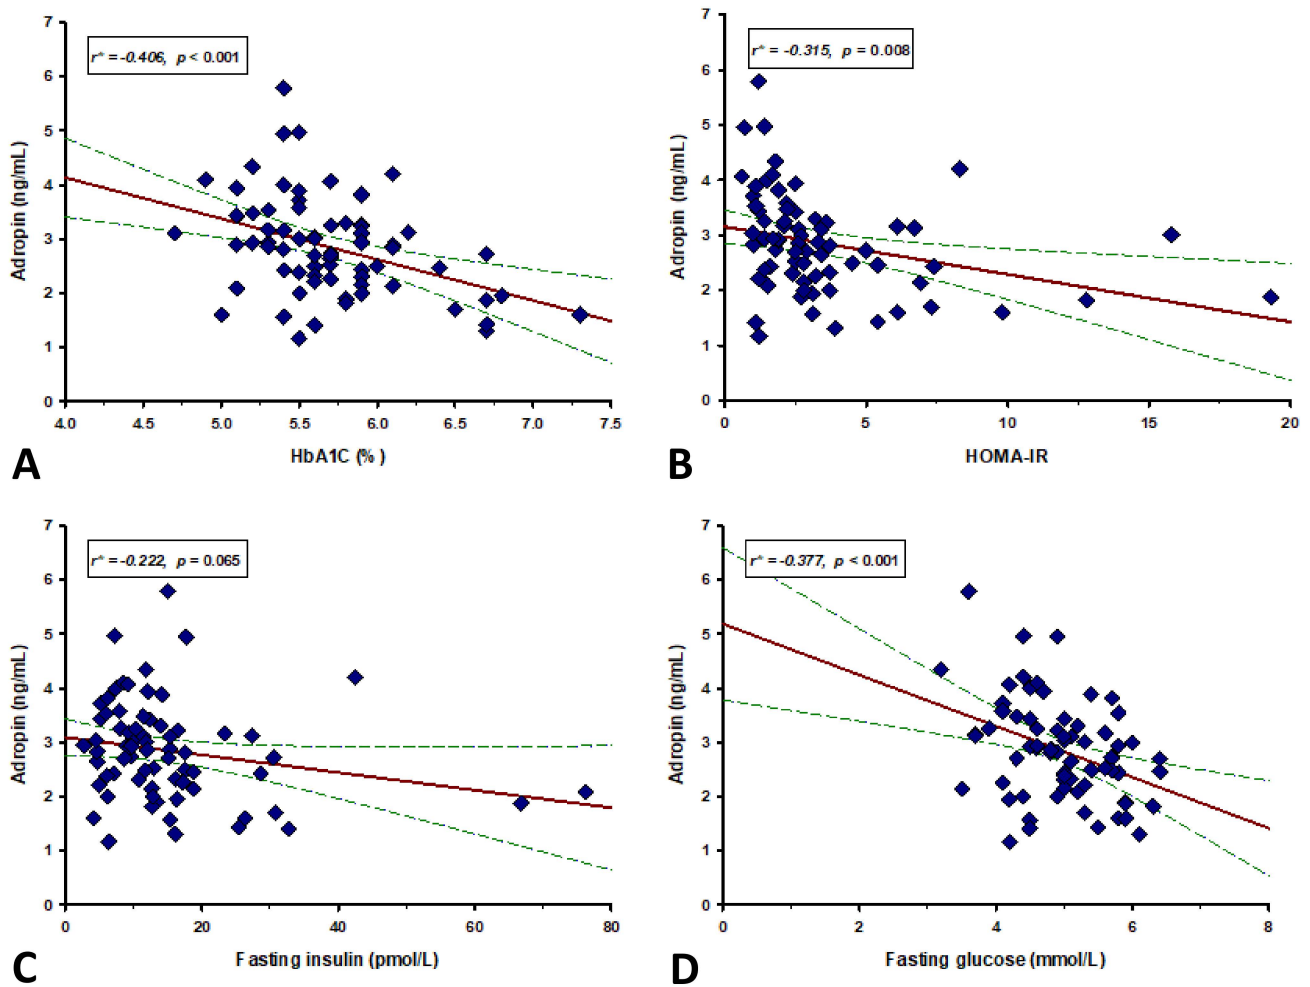 r* = -0.406, p < 0.001
Adropin (ng/mL)
7
6
5
4
3
2
1
0
4.0 4.5 5.0 5.5 6.0 6.5 7.0 7.5
HbA1C (% )
A
r* = -0.315, p = 0.008
Adropin (ng/mL)
7
6
5
4
3
2
1
0
0 5 10 15 20
HOMA-IR
B
r* = -0.222, p = 0.065
Adropin (ng/mL)
7
6
5
4
3
2
1
0
0 20 40 60 80
Fasting insulin (pmol/L)
C
r* = -0.377, p < 0.001
Adropin (ng/mL)
7
6
5
4
3
2
1
0
0 2 4 6 8
Fasting glucose (mmol/L)
D